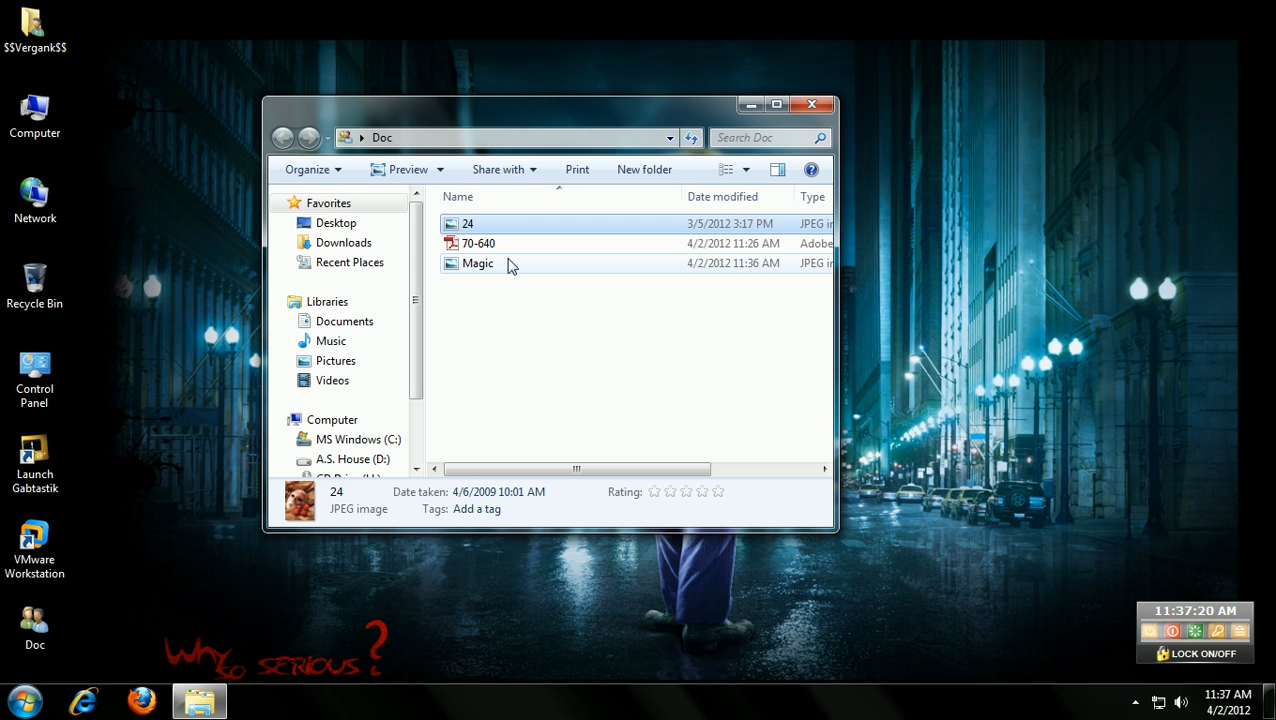 $$Vergank$$
Computer
Network
Recycle Bin
Control
Panel
Launch
Gabtastik
VMware
Workstation
Doc
Doc
Search Doc
Organize
Preview
Share with
Print
New folder
Name
Date modified
Type
Favorites
Desktop
Downloads
Recent Places
Libraries
Documents
Music
Pictures
Videos
Computer
MS Windows (C:)
A.S. House (D:)
24 3/5/2012 3:17 PM JPEG i
70-640 4/2/2012 11:26 AM Adobe
Magic 4/2/2012 11:36 AM JPEG i
24 Date taken: 4/6/2009 10:01 AM Rating:
JPEG image Tags: Add a tag
Why
so serious?
11:37:20 AM
LOCK ON/OFF
11:37 AM
4/2/2012